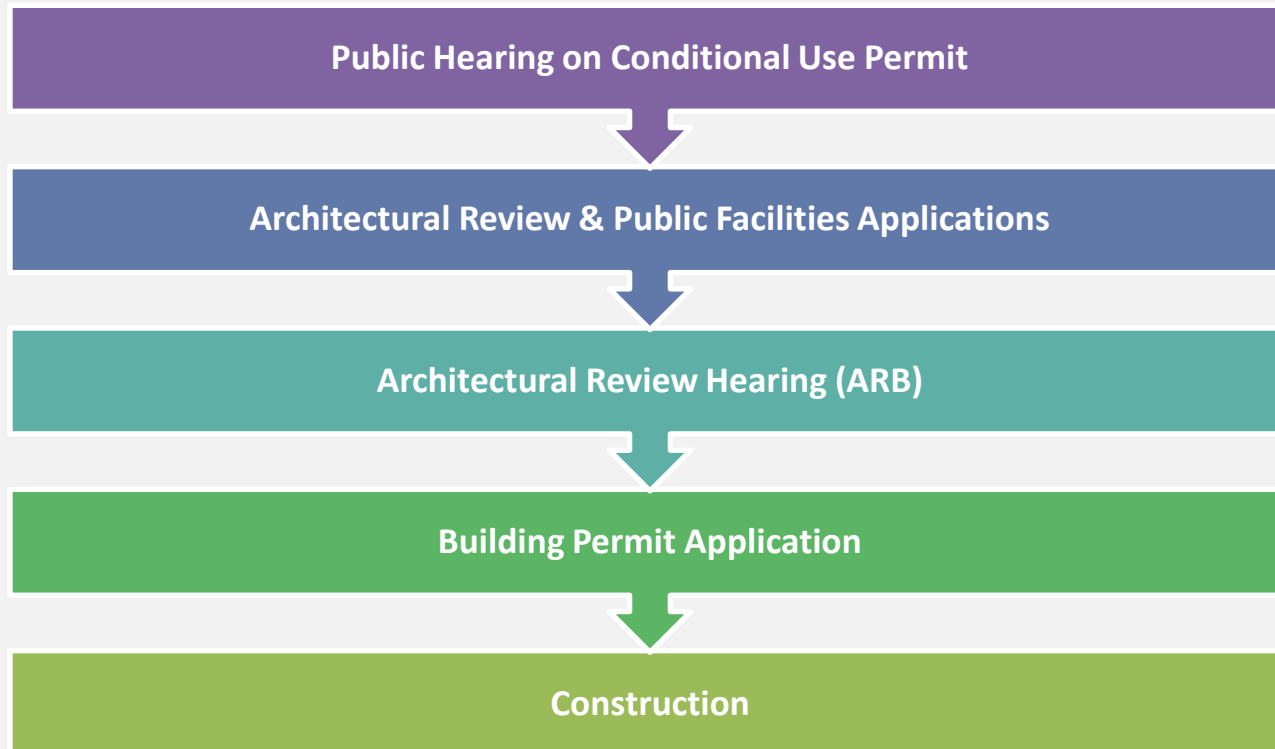 Public Hearing on Conditional Use Permit
Architectural Review & Public Facilities Applications
Architectural Review Hearing (ARB)
Building Permit Application
Construction